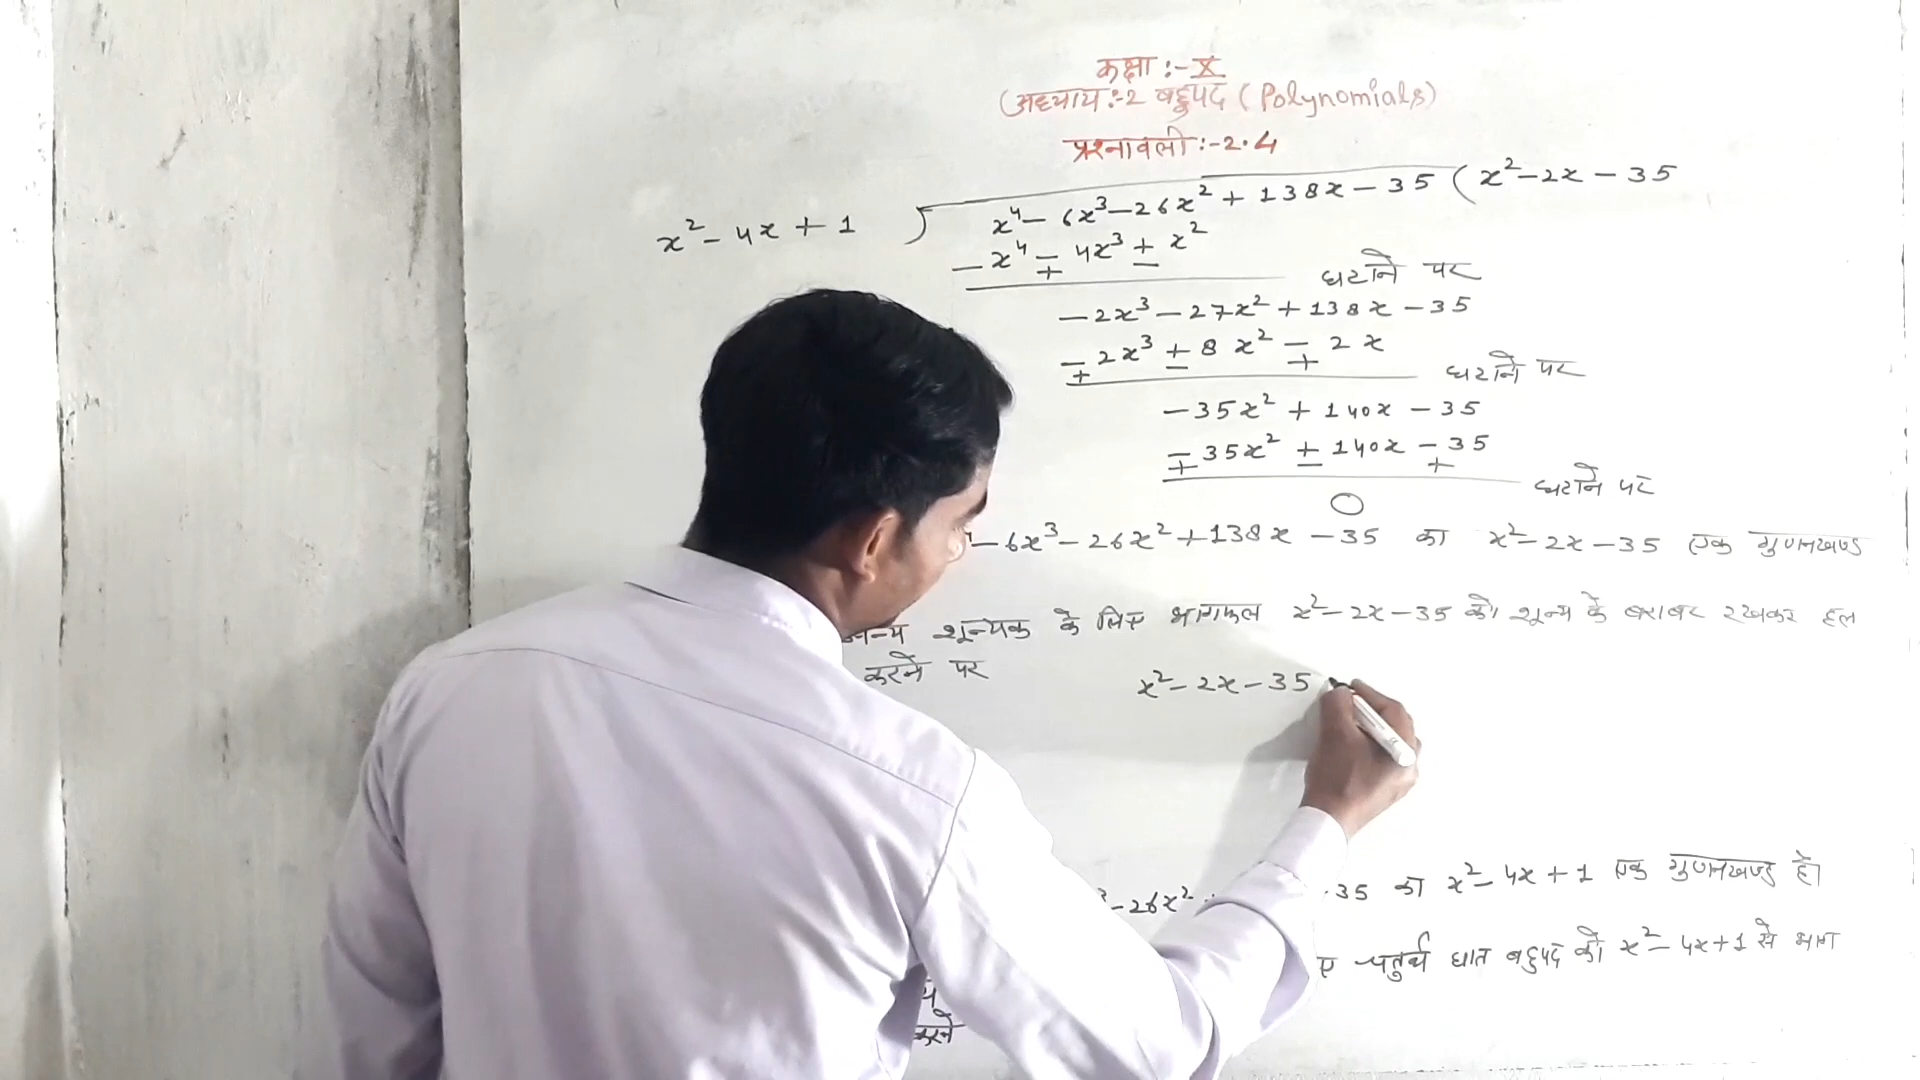 कक्षा :- X
अध्याय :- 2 बहुपद (Polynomials)
प्रश्नावली :- 2.4
x² - 4x + 1 ) x⁴ - 6x³ - 26x² + 138x - 35 ( x² - 2x - 35
- x⁴ ∓ 4x³ ± x²
घटाने पर
- 2x³ - 27x² + 138x - 35
∓ 2x³ ± 8x² ∓ 2x
घटाने पर
- 35x² + 140x - 35
∓ 35x² ± 140x ∓ 35
घटाने पर
0
- 6x³ - 26x² + 138x - 35 का x² - 2x - 35 एक गुणनखण्ड
शून्यक के लिए भागफल x² - 2x - 35 को शून्य के बराबर रखकर हल
करने पर
x² - 2x - 35
- 26x² 35 का x² - 4x + 1 एक गुणनखण्ड है।
चतुर्थ घात बहुपद को x² - 4x + 1 से भाग
करने